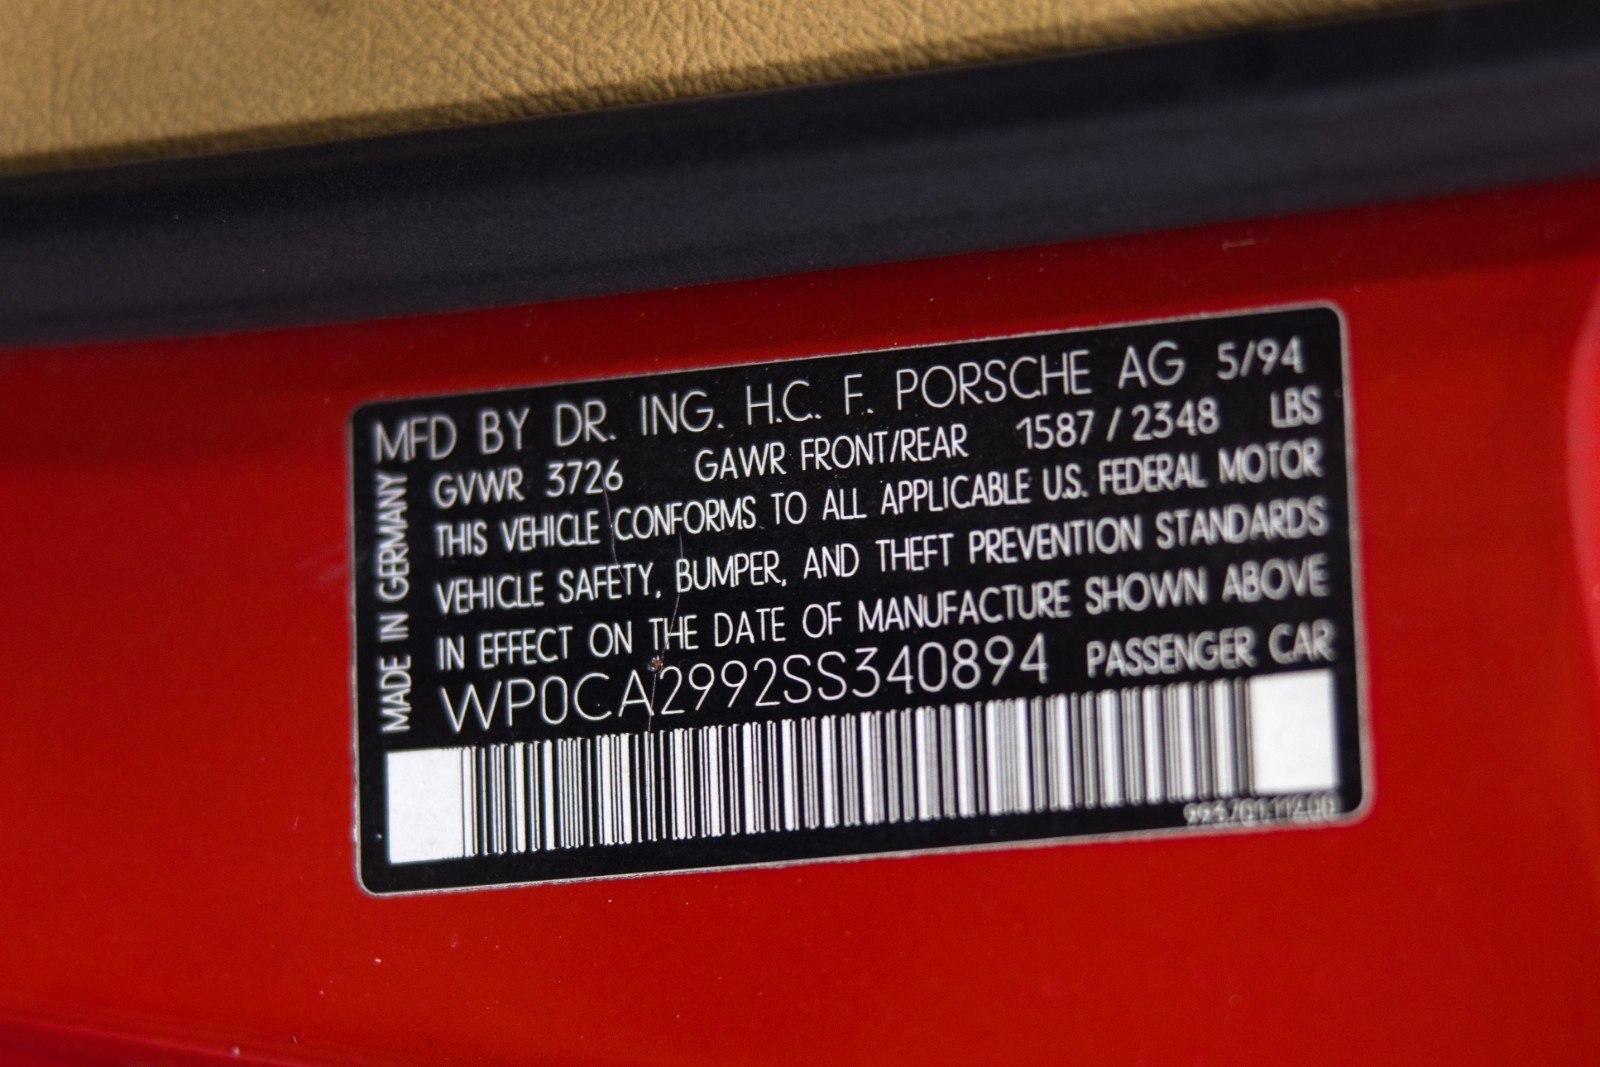 MFD BY DR. ING. H.C. F. PORSCHE AG 5/94
GVWR 3726 GAWR FRONT/REAR 1587 / 2348 LBS
THIS VEHICLE CONFORMS TO ALL APPLICABLE U.S. FEDERAL MOTOR
VEHICLE SAFETY, BUMPER, AND THEFT PREVENTION STANDARDS
IN EFFECT ON THE DATE OF MANUFACTURE SHOWN ABOVE
WP0CA2992SS340894 PASSENGER CAR
MADE IN GERMANY